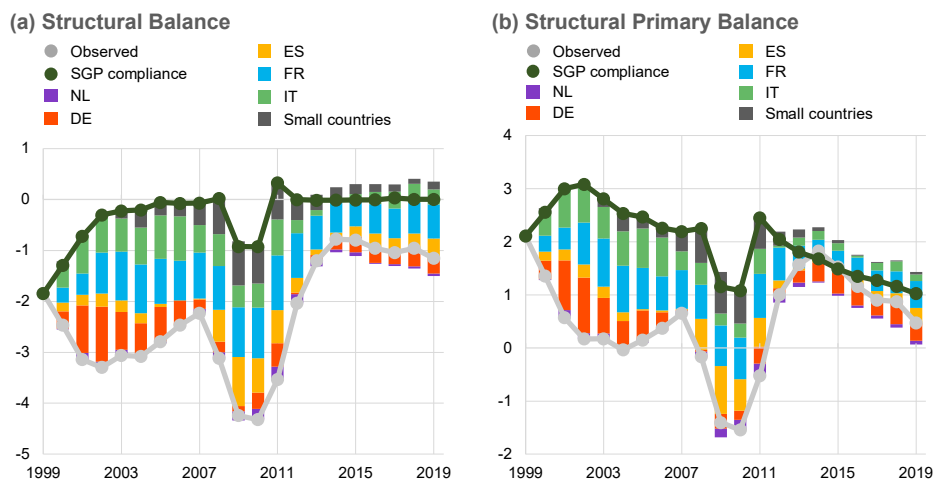 (a) Structural Balance
Observed
ES
SGP compliance
FR
NL
IT
DE
Small countries
1
0
-1
-2
-3
-4
-5
1999 2003 2007 2011 2015 2019
(b) Structural Primary Balance
Observed
ES
SGP compliance
FR
NL
IT
DE
Small countries
4
3
2
1
0
-1
-2
1999 2003 2007 2011 2015 2019